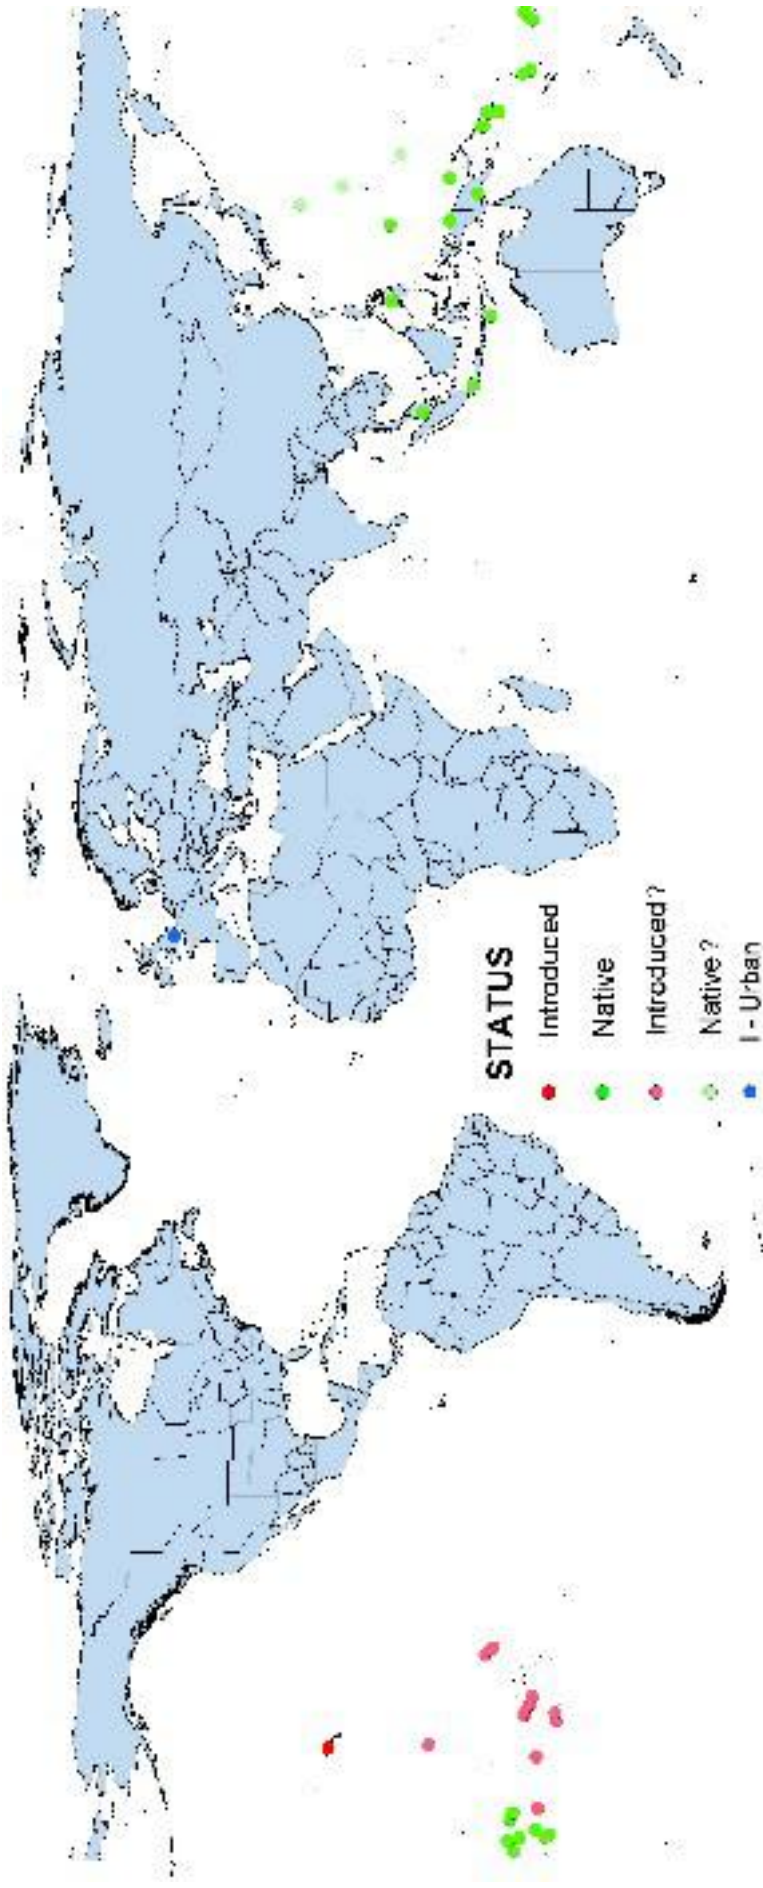 STATUS
Introduced
Native
Introduced?
Native?
I - Urban